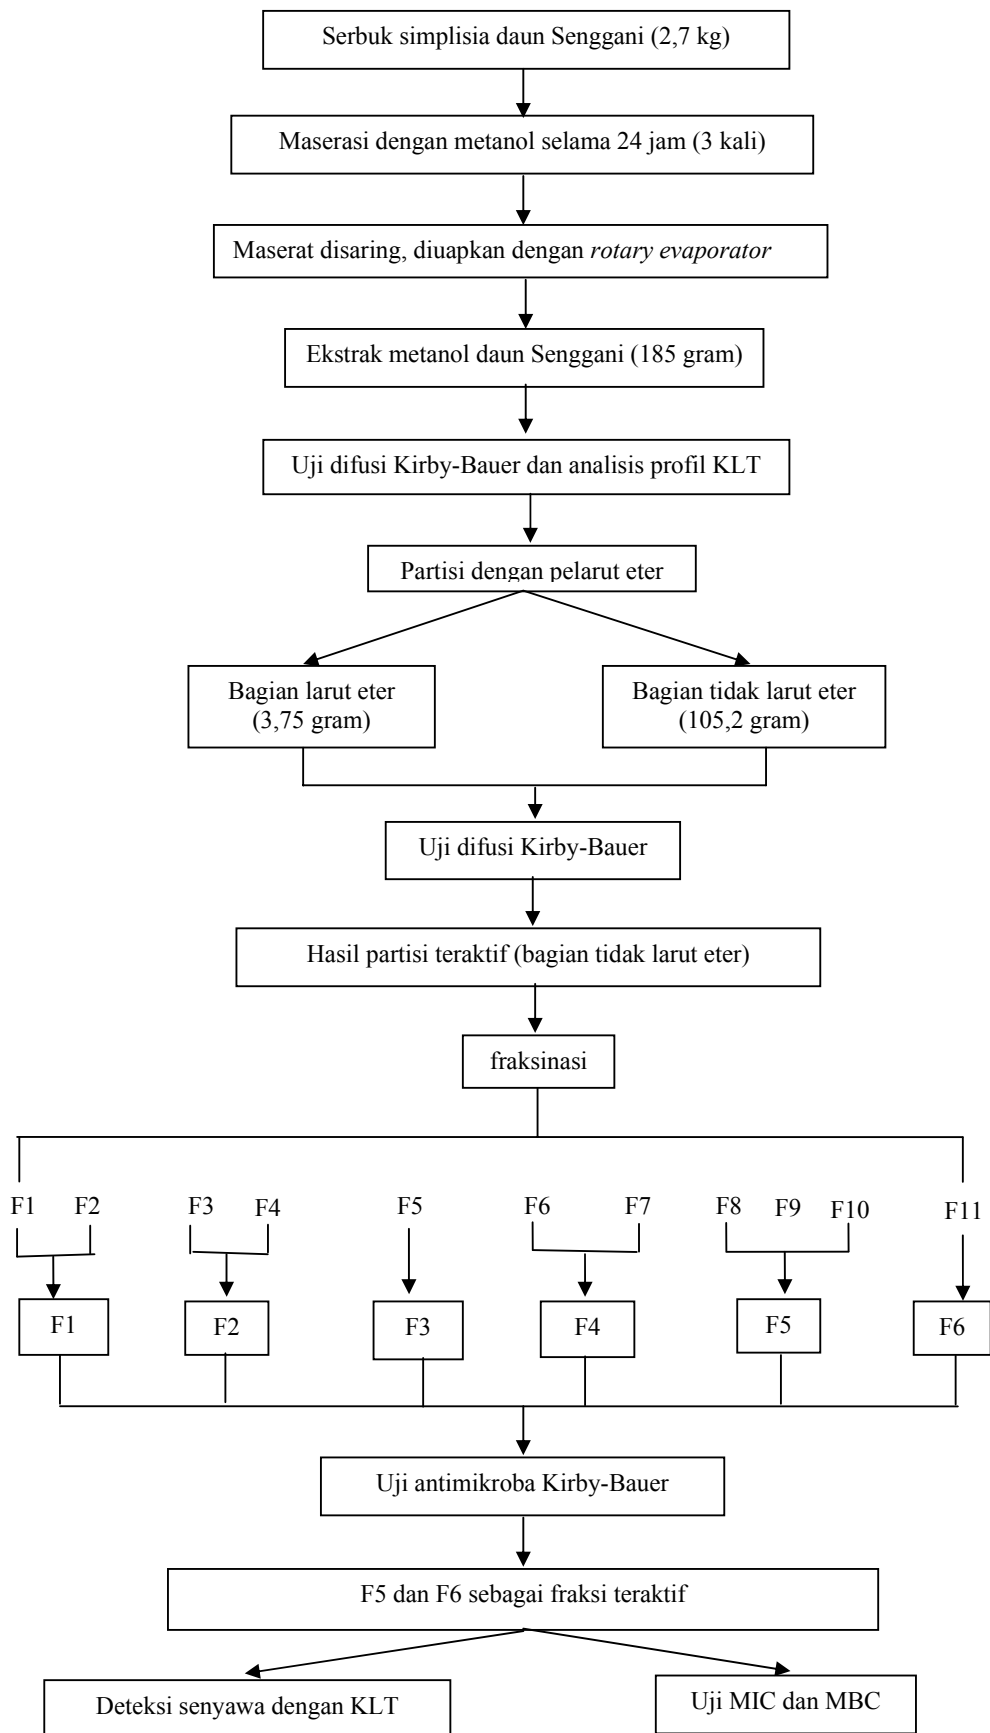 Serbuk simplisia daun Senggani (2,7 kg)
Maserasi dengan metanol selama 24 jam (3 kali)
Maserat disaring, diuapkan dengan rotary evaporator
Ekstrak metanol daun Senggani (185 gram)
Uji difusi Kirby-Bauer dan analisis profil KLT
Partisi dengan pelarut eter
Bagian larut eter
(3,75 gram)
Bagian tidak larut eter
(105,2 gram)
Uji difusi Kirby-Bauer
Hasil partisi teraktif (bagian tidak larut eter)
fraksinasi
F1 F2 F3 F4 F5 F6 F7 F8 F9 F10 F11
F1 F2 F3 F4 F5 F6
Uji antimikroba Kirby-Bauer
F5 dan F6 sebagai fraksi teraktif
Deteksi senyawa dengan KLT
Uji MIC dan MBC